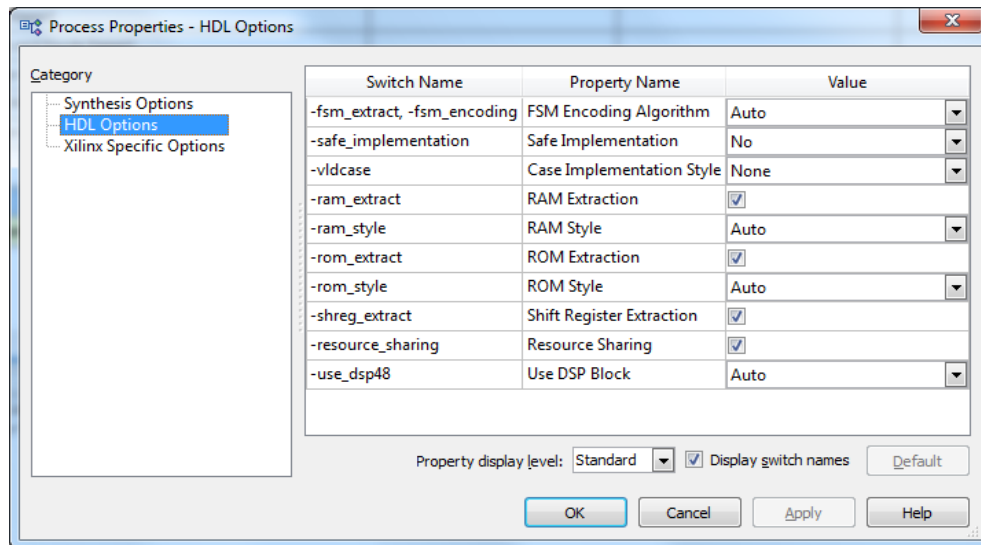 Process Properties - HDL Options
Category
Synthesis Options
HDL Options
Xilinx Specific Options
Switch Name Property Name Value
-fsm_extract, -fsm_encoding FSM Encoding Algorithm Auto
-safe_implementation Safe Implementation No
-vldcase Case Implementation Style None
-ram_extract RAM Extraction
-ram_style RAM Style Auto
-rom_extract ROM Extraction
-rom_style ROM Style Auto
-shreg_extract Shift Register Extraction
-resource_sharing Resource Sharing
-use_dsp48 Use DSP Block Auto
Property display level: Standard Display switch names Default
OK Cancel Apply Help